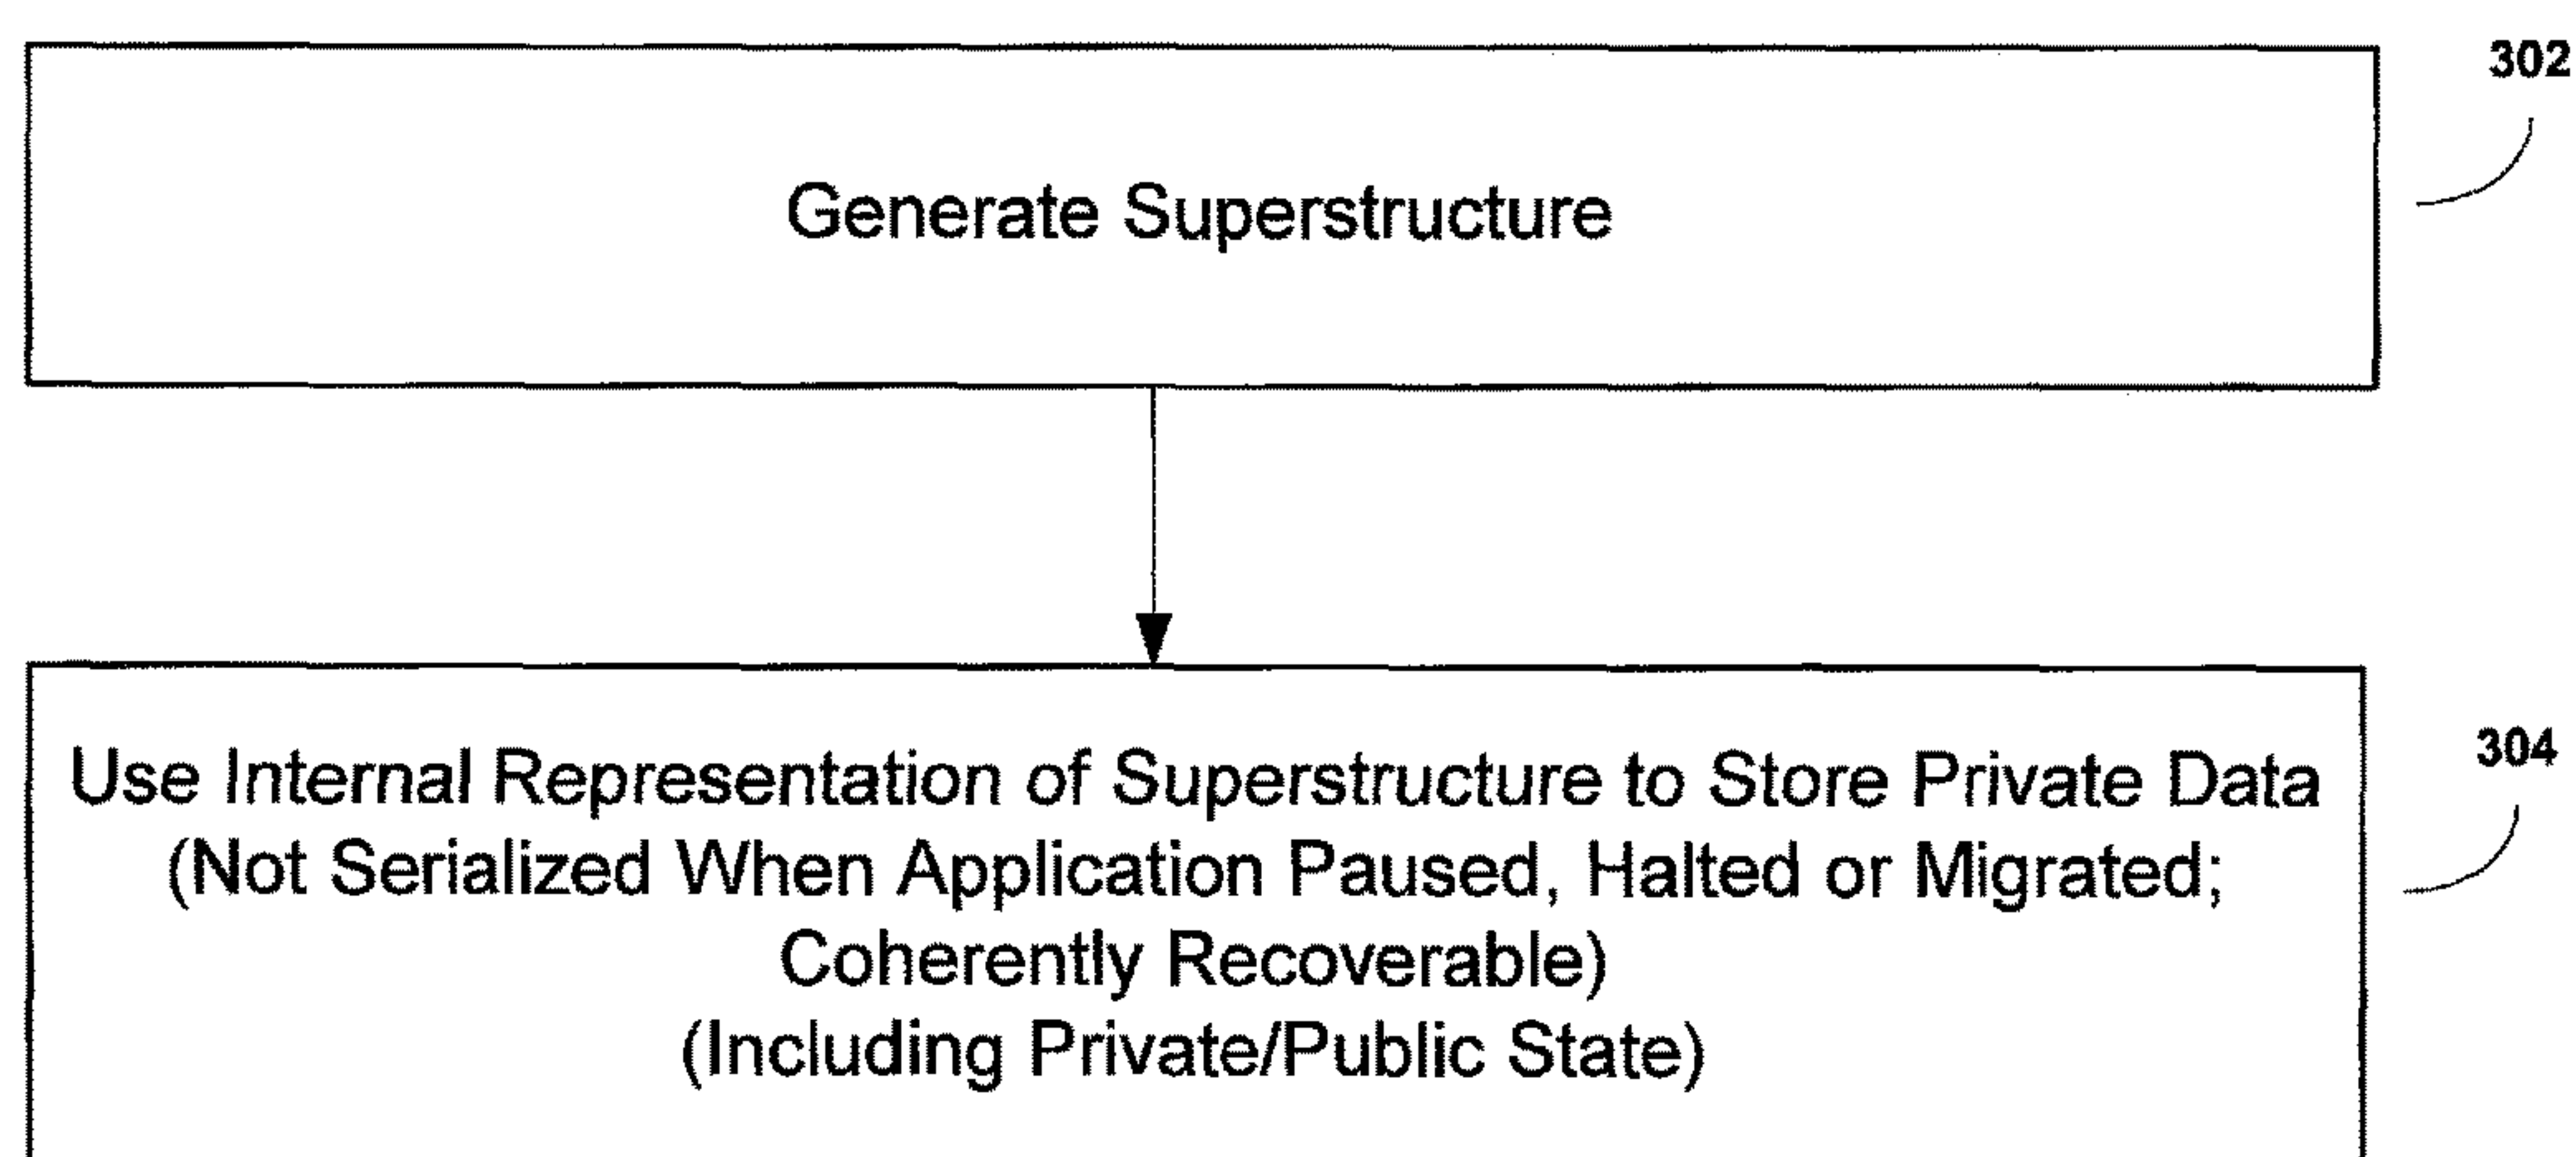 302
Generate Superstructure
304
Use Internal Representation of Superstructure to Store Private Data
(Not Serialized When Application Paused, Halted or Migrated;
Coherently Recoverable)
(Including Private/Public State)